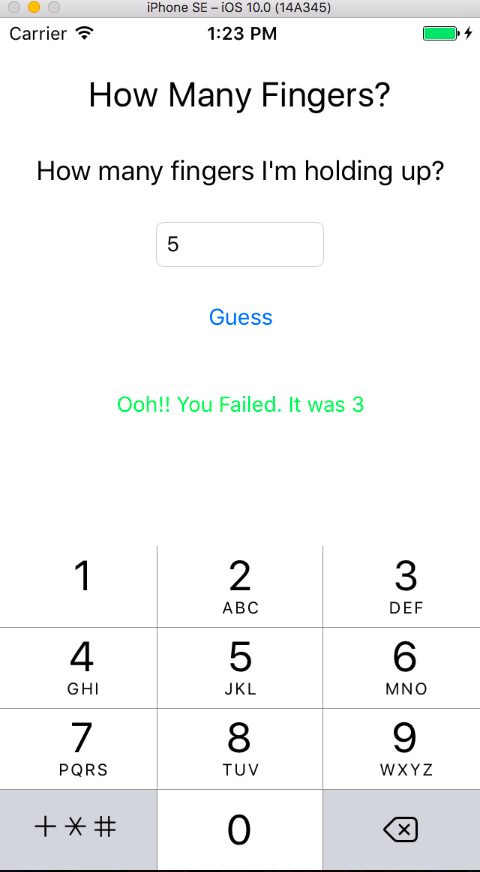 iPhone SE – iOS 10.0 (14A345)
Carrier 1:23 PM
How Many Fingers?
How many fingers I'm holding up?
5
Guess
Ooh!! You Failed. It was 3
1 2 3
ABC DEF
4 5 6
GHI JKL MNO
7 8 9
PQRS TUV WXYZ
+*# 0